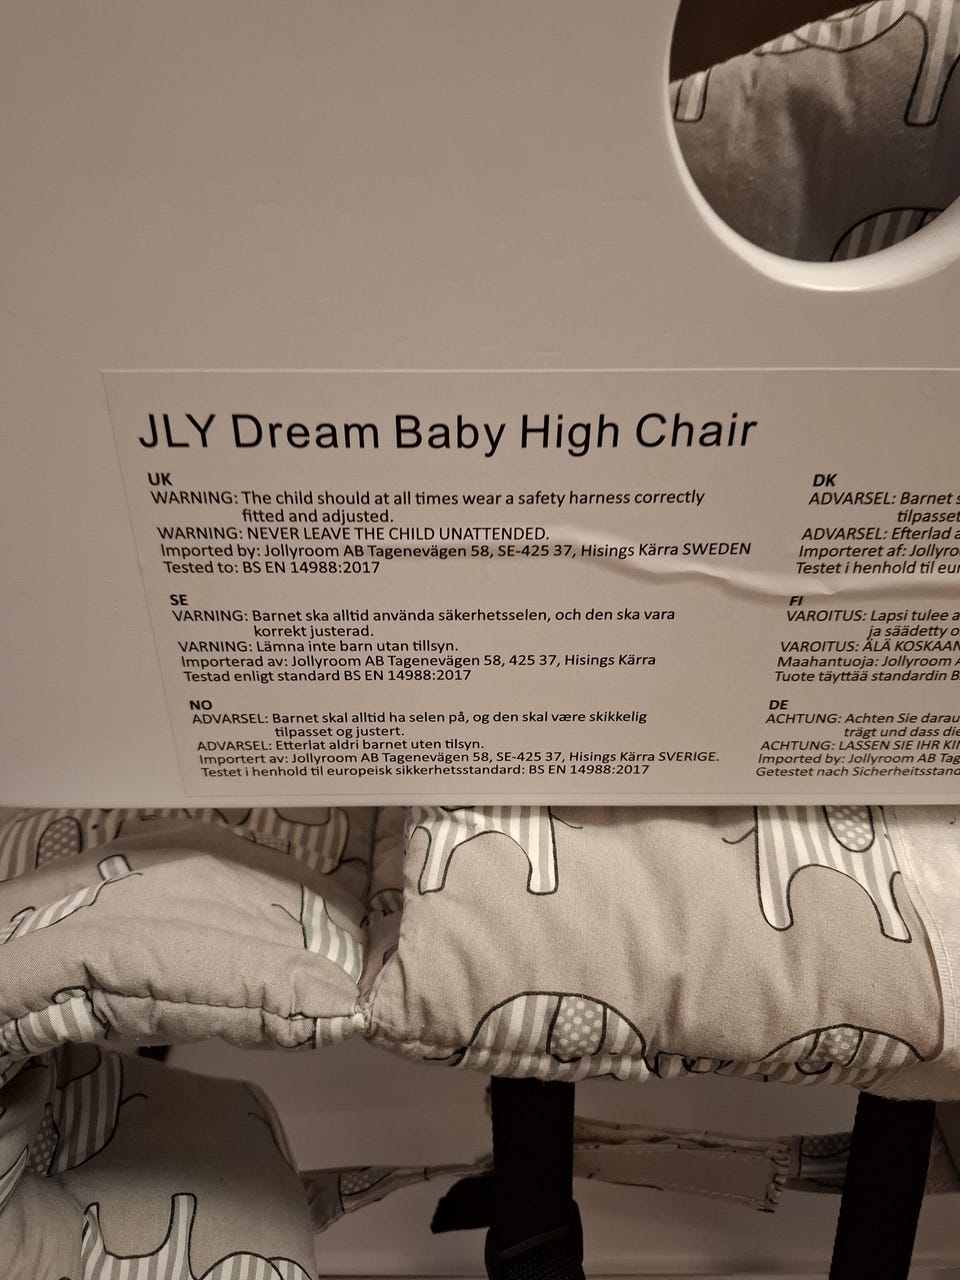 JLY Dream Baby High Chair
UK
WARNING: The child should at all times wear a safety harness correctly
fitted and adjusted.
WARNING: NEVER LEAVE THE CHILD UNATTENDED.
Imported by: Jollyroom AB Tagenevägen 58, SE-425 37, Hisings Kärra SWEDEN
Tested to: BS EN 14988:2017
SE
VARNING: Barnet ska alltid använda säkerhetsselen, och den ska vara
korrekt justerad.
VARNING: Lämna inte barn utan tillsyn.
Importerad av: Jollyroom AB Tagenevägen 58, 425 37, Hisings Kärra
Testad enligt standard BS EN 14988:2017
NO
ADVARSEL: Barnet skal alltid ha selen på, og den skal være skikkelig
tilpasset og justert.
ADVARSEL: Etterlat aldri barnet uten tilsyn.
Importert av: Jollyroom AB Tagenevägen 58, SE-425 37, Hisings Kärra SVERIGE.
Testet i henhold til europeisk sikkerhetsstandard: BS EN 14988:2017
DK
ADVARSEL: Barnet
tilpasset
ADVARSEL: Efterlad
Importeret af:
Testet i henhold til
FI
VAROITUS: Lapsi tulee
ja säädetty
VAROITUS: ÄLÄ KOSKAAN
Maahantuoja: Jollyroom
Tuote täyttää standardin
DE
ACHTUNG: Achten Sie
trägt und dass
ACHTUNG: LASSEN SIE IHR
Imported by: Jollyroom AB
Getestet nach